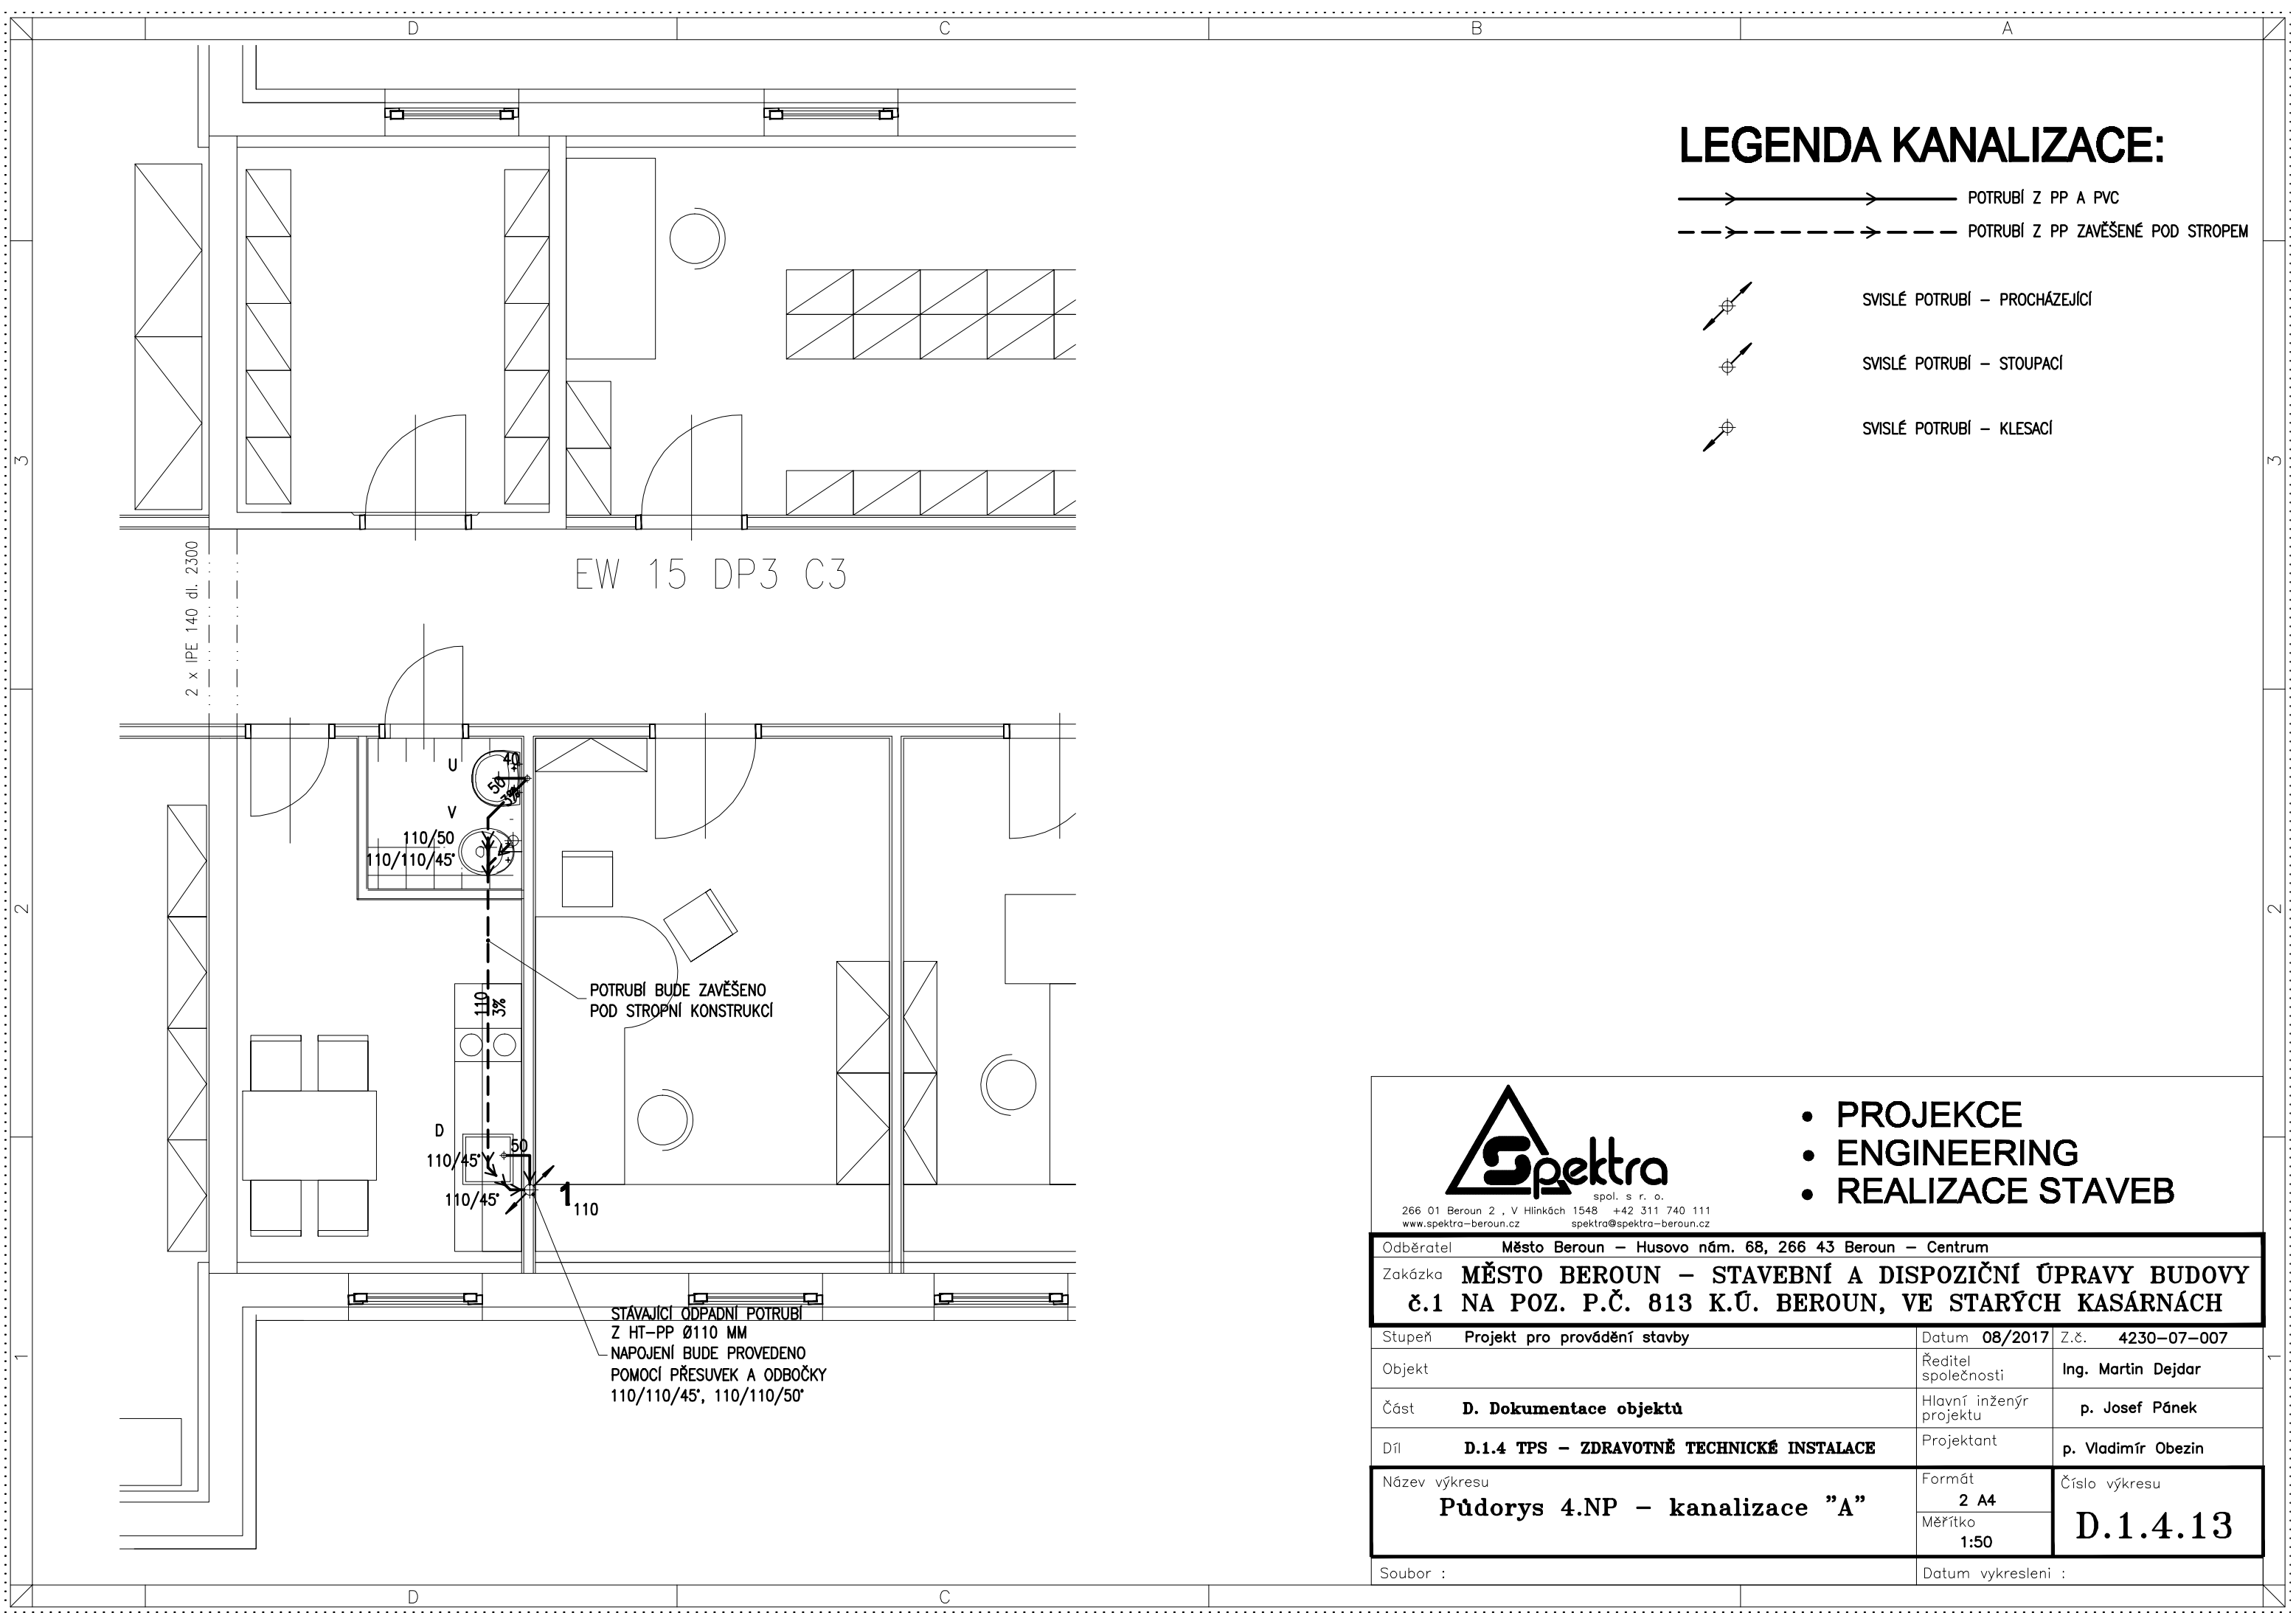 D
C
B
A
LEGENDA KANALIZACE:
POTRUBÍ Z PP A PVC
POTRUBÍ Z PP ZAVĚŠENÉ POD STROPEM
SVISLÉ POTRUBÍ – PROCHÁZEJÍCÍ
SVISLÉ POTRUBÍ – STOUPACÍ
SVISLÉ POTRUBÍ – KLESACÍ
3
3
2 x IPE 140 dl. 2300
EW 15 DP3 C3
U
40
50
3%
V
110/50
110/110/45°
2
2
POTRUBÍ BUDE ZAVĚŠENO
POD STROPNÍ KONSTRUKCÍ
110
3%
D
50
110/45°
110/45°
1
110
STÁVAJÍCÍ ODPADNÍ POTRUBÍ
Z HT–PP Ø110 MM
NAPOJENÍ BUDE PROVEDENO
POMOCÍ PŘESUVEK A ODBOČKY
110/110/45°, 110/110/50°
1
1
Spektra
spol. s r. o.
266 01 Beroun 2 , V Hlinkách 1548 +42 311 740 111
www.spektra–beroun.cz spektra@spektra–beroun.cz
• PROJEKCE
• ENGINEERING
• REALIZACE STAVEB
Odběratel Město Beroun – Husovo nám. 68, 266 43 Beroun – Centrum
Zakázka MĚSTO BEROUN – STAVEBNÍ A DISPOZIČNÍ ÚPRAVY BUDOVY
č.1 NA POZ. P.Č. 813 K.Ú. BEROUN, VE STARÝCH KASÁRNÁCH
Stupeň Projekt pro provádění stavby
Datum 08/2017 Z.č. 4230–07–007
Objekt
Ředitel
společnosti
Ing. Martin Dejdar
Část D. Dokumentace objektů
Hlavní inženýr
projektu
p. Josef Pánek
Díl D.1.4 TPS – ZDRAVOTNĚ TECHNICKÉ INSTALACE
Projektant
p. Vladimír Obezin
Název výkresu
Půdorys 4.NP – kanalizace ”A”
Formát
2 A4
Měřítko
1:50
Číslo výkresu
D.1.4.13
Soubor :
Datum vykresleni :
D
C